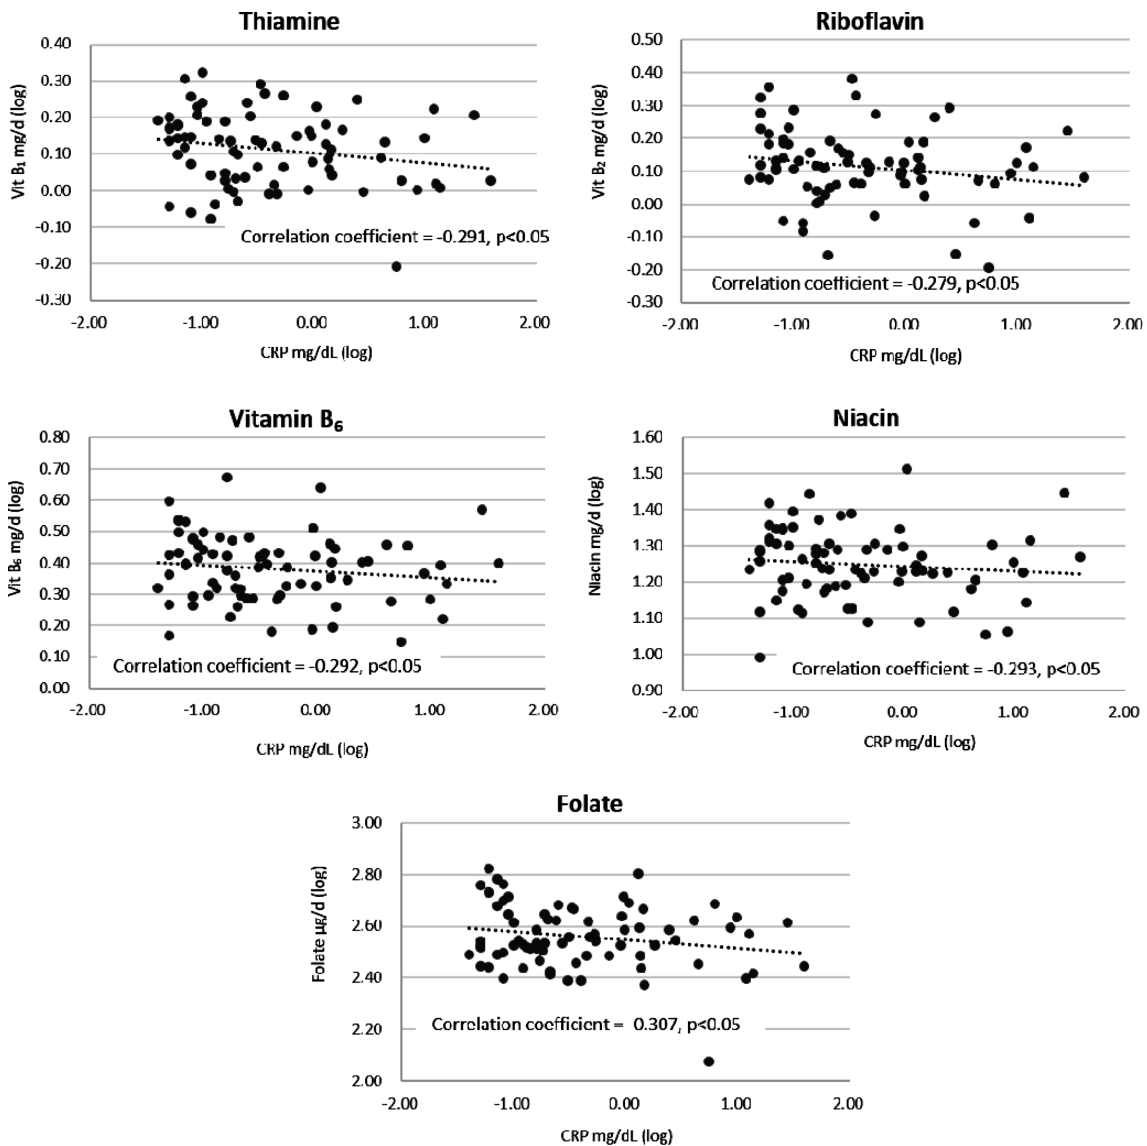 Thiamine
0.40
0.30
0.20
0.10
0.00
-0.10
-0.20
-0.30
Vit B₁ mg/d (log)
Correlation coefficient = -0.291, p<0.05
-2.00 -1.00 0.00 1.00 2.00
CRP mg/dL (log)
Riboflavin
0.50
0.40
0.30
0.20
0.10
0.00
-0.10
-0.20
-0.30
Vit B₂ mg/d (log)
Correlation coefficient = -0.279, p<0.05
-2.00 -1.00 0.00 1.00 2.00
CRP mg/dL (log)
Vitamin B₆
0.80
0.70
0.60
0.50
0.40
0.30
0.20
0.10
0.00
Vit B₆ mg/d (log)
Correlation coefficient = -0.292, p<0.05
-2.00 -1.00 0.00 1.00 2.00
CRP mg/dL (log)
Niacin
1.60
1.50
1.40
1.30
1.20
1.10
1.00
0.90
Niachn mg/d (log)
Correlation coefficient = -0.293, p<0.05
-2.00 -1.00 0.00 1.00 2.00
CRP mg/dL (log)
Folate
3.00
2.80
2.60
2.40
2.20
2.00
Folate µg/d (log)
Correlation coefficient = 0.307, p<0.05
-2.00 -1.00 0.00 1.00 2.00
CRP mg/dL (log)